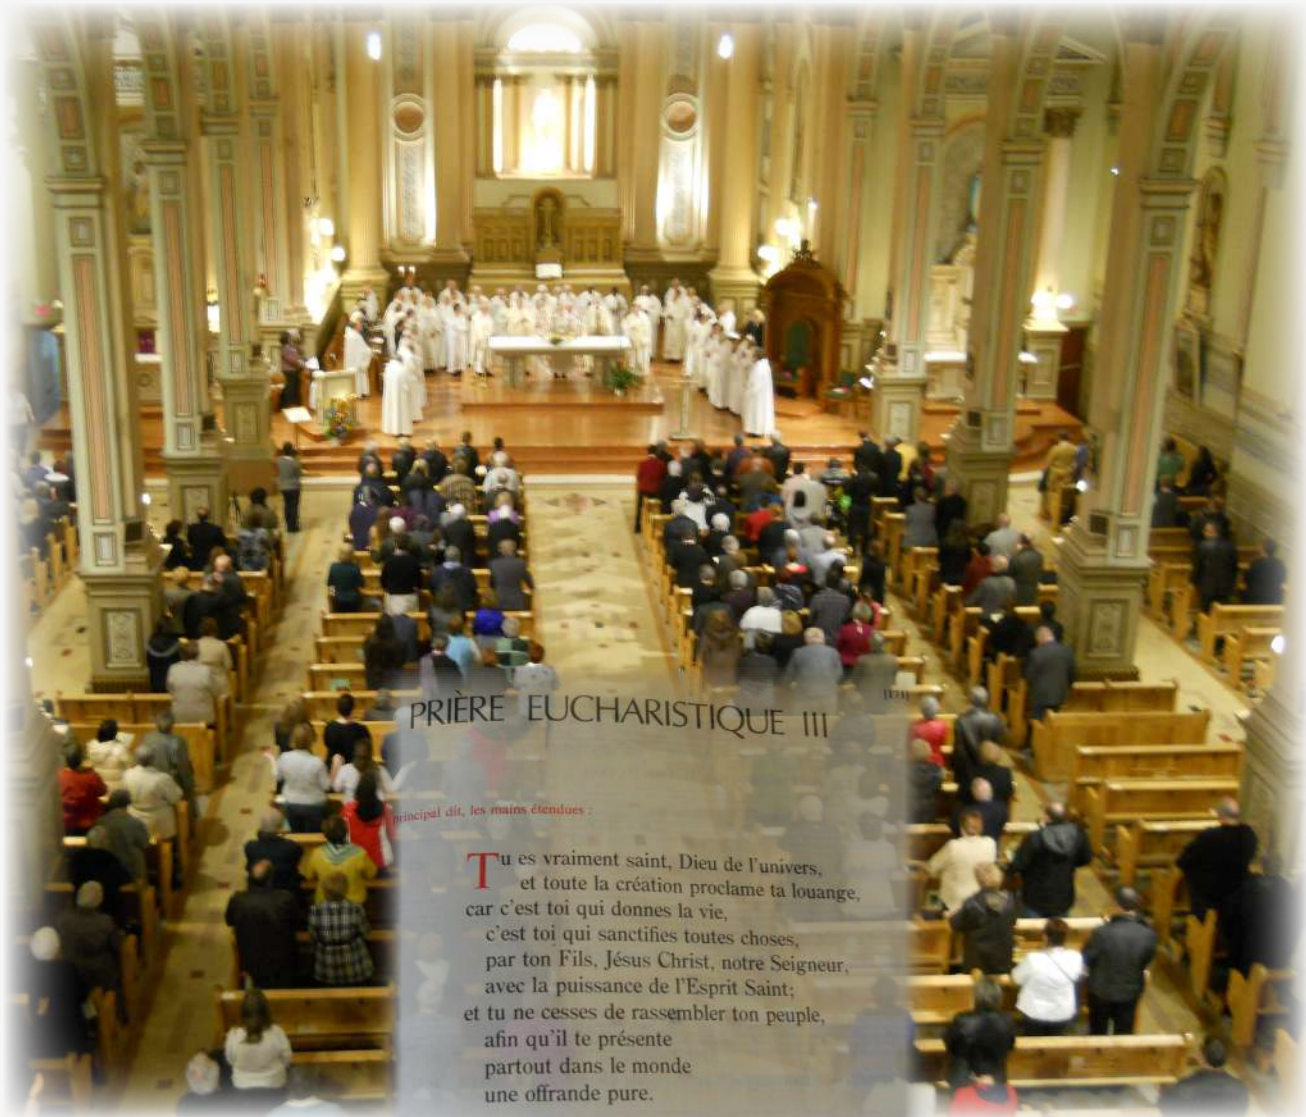 [171]
PRIÈRE EUCHARISTIQUE III
principal dit, les mains étendues :
Tu es vraiment saint, Dieu de l'univers,
et toute la création proclame ta louange,
car c'est toi qui donnes la vie,
c'est toi qui sanctifies toutes choses,
par ton Fils, Jésus Christ, notre Seigneur,
avec la puissance de l'Esprit Saint;
et tu ne cesses de rassembler ton peuple,
afin qu'il te présente
partout dans le monde
une offrande pure.